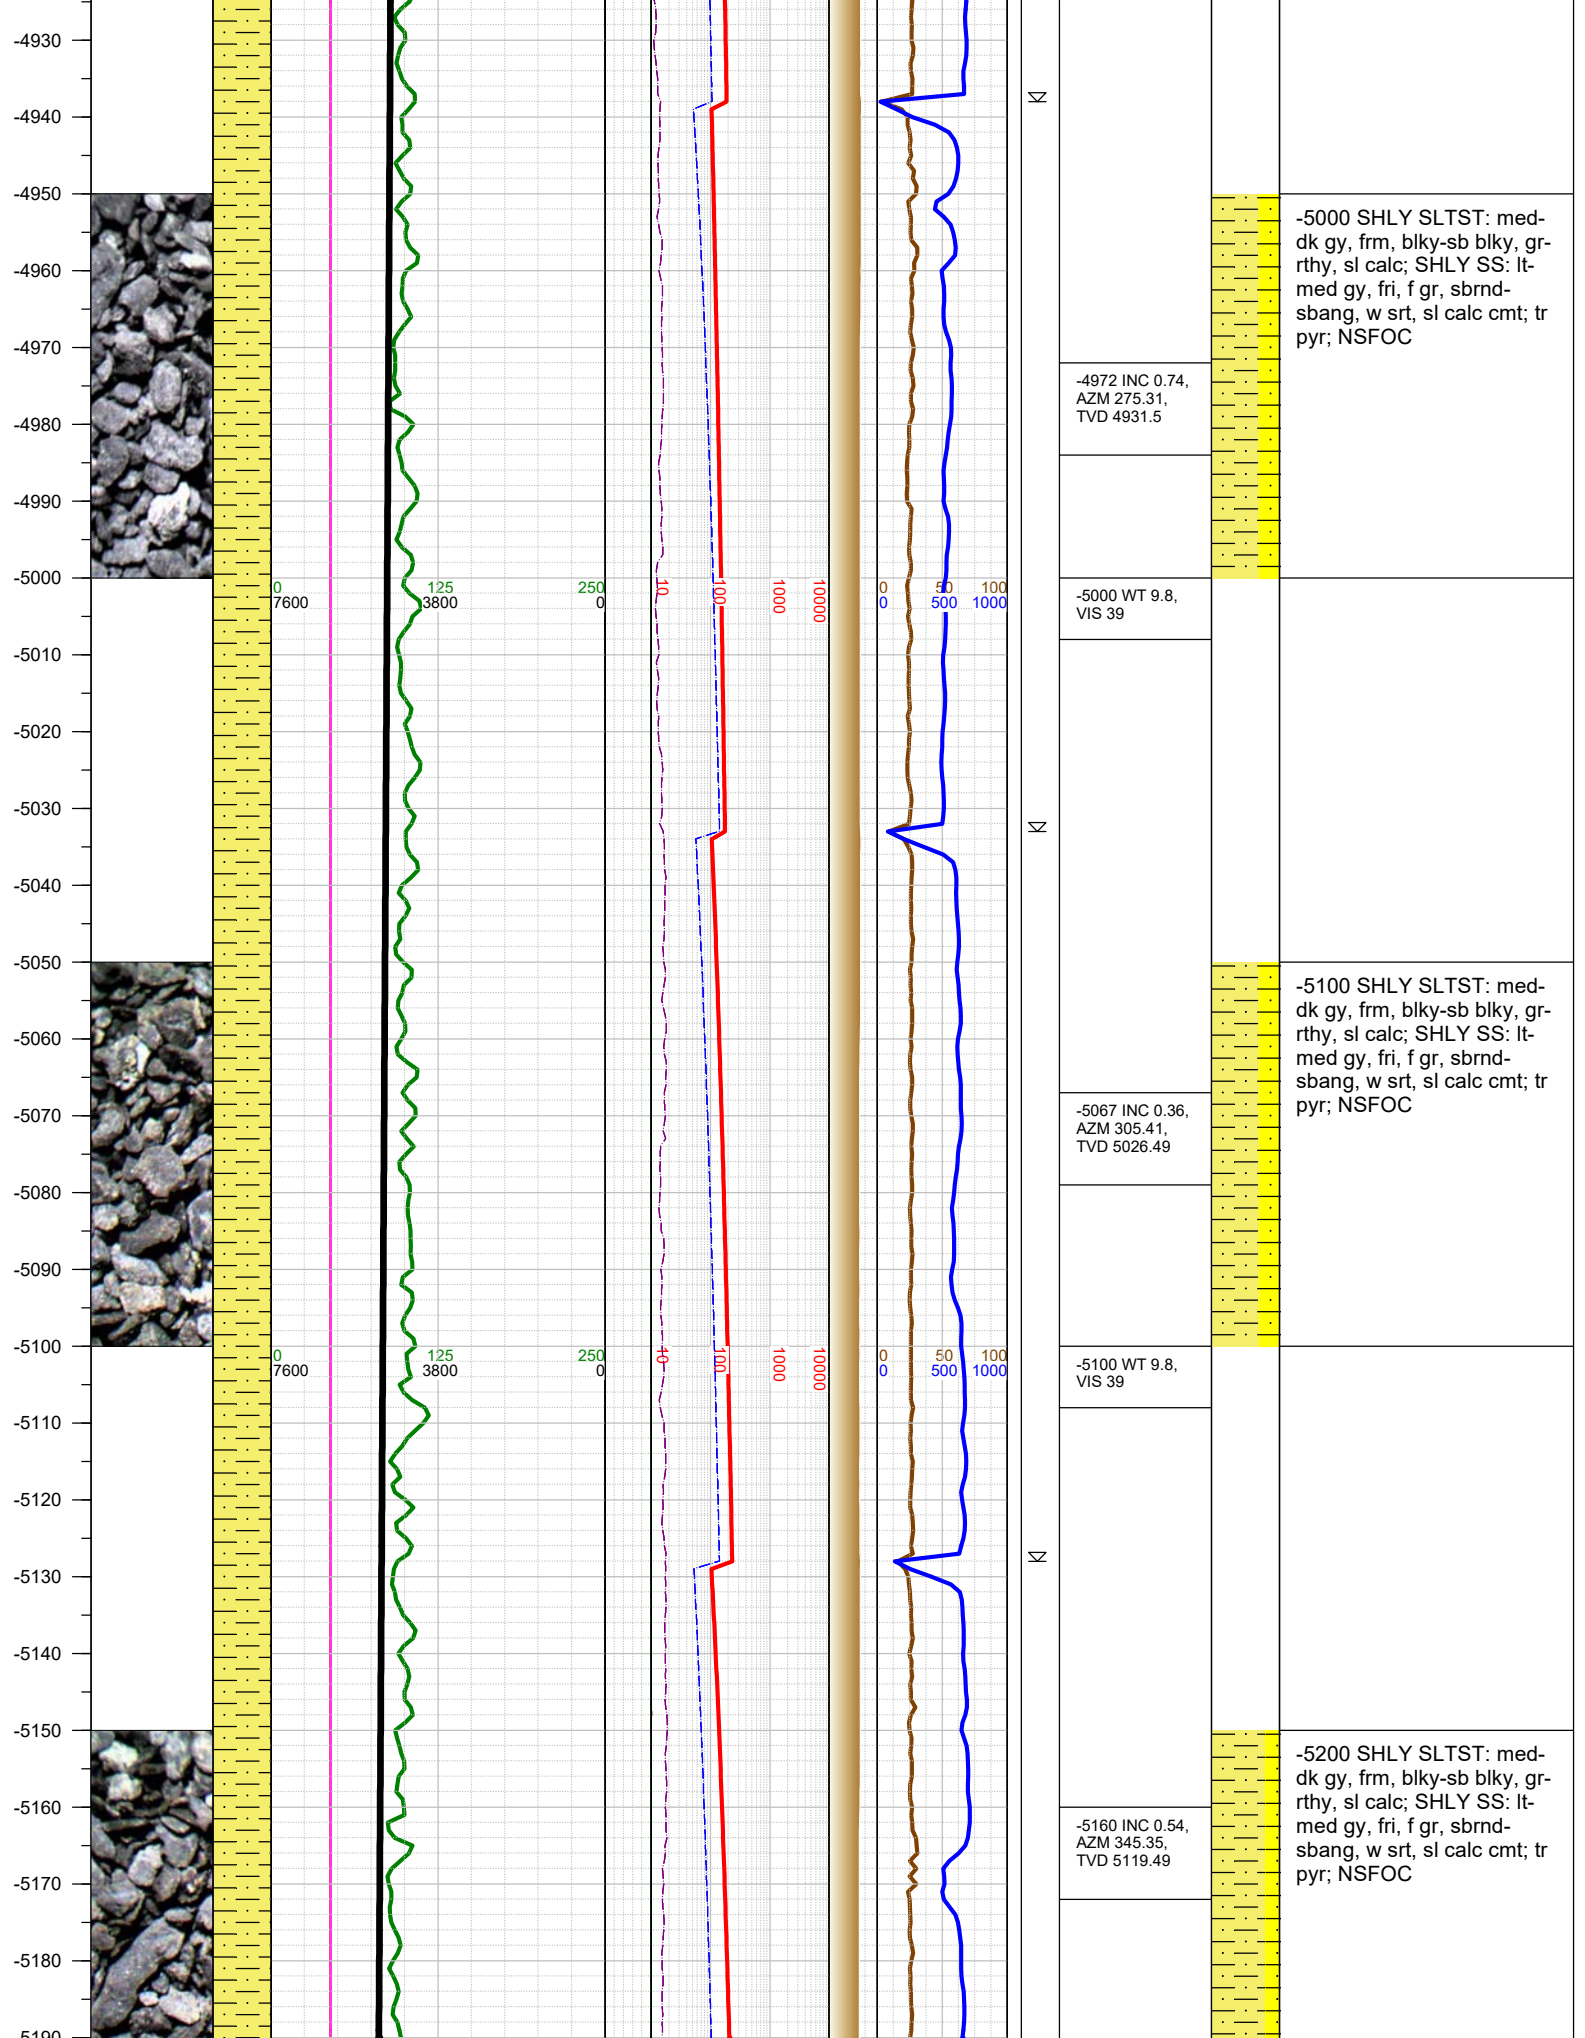 -4930
-4940
-4950
-5000 SHLY SLTST: med-
dk gy, frm, blky-sb blky, gr-
rthy, sl calc; SHLY SS: lt-
med gy, fri, f gr, sbrnd-
sbang, w srt, sl calc cmt; tr
pyr; NSFOC
-4960
-4970
-4972 INC 0.74,
AZM 275.31,
TVD 4931.5
-4980
-4990
-5000
0 125 250
7600 3800 0
10 100 1000 10000
0 50 100
0 500 1000
-5000 WT 9.8,
VIS 39
-5010
-5020
-5030
-5040
-5050
-5100 SHLY SLTST: med-
dk gy, frm, blky-sb blky, gr-
rthy, sl calc; SHLY SS: lt-
med gy, fri, f gr, sbrnd-
sbang, w srt, sl calc cmt; tr
pyr; NSFOC
-5060
-5067 INC 0.36,
AZM 305.41,
TVD 5026.49
-5070
-5080
-5090
-5100
0 125 250
7600 3800 0
10 100 1000 10000
0 50 100
0 500 1000
-5100 WT 9.8,
VIS 39
-5110
-5120
-5130
-5140
-5150
-5200 SHLY SLTST: med-
dk gy, frm, blky-sb blky, gr-
rthy, sl calc; SHLY SS: lt-
med gy, fri, f gr, sbrnd-
sbang, w srt, sl calc cmt; tr
pyr; NSFOC
-5160
-5160 INC 0.54,
AZM 345.35,
TVD 5119.49
-5170
-5180
-5190